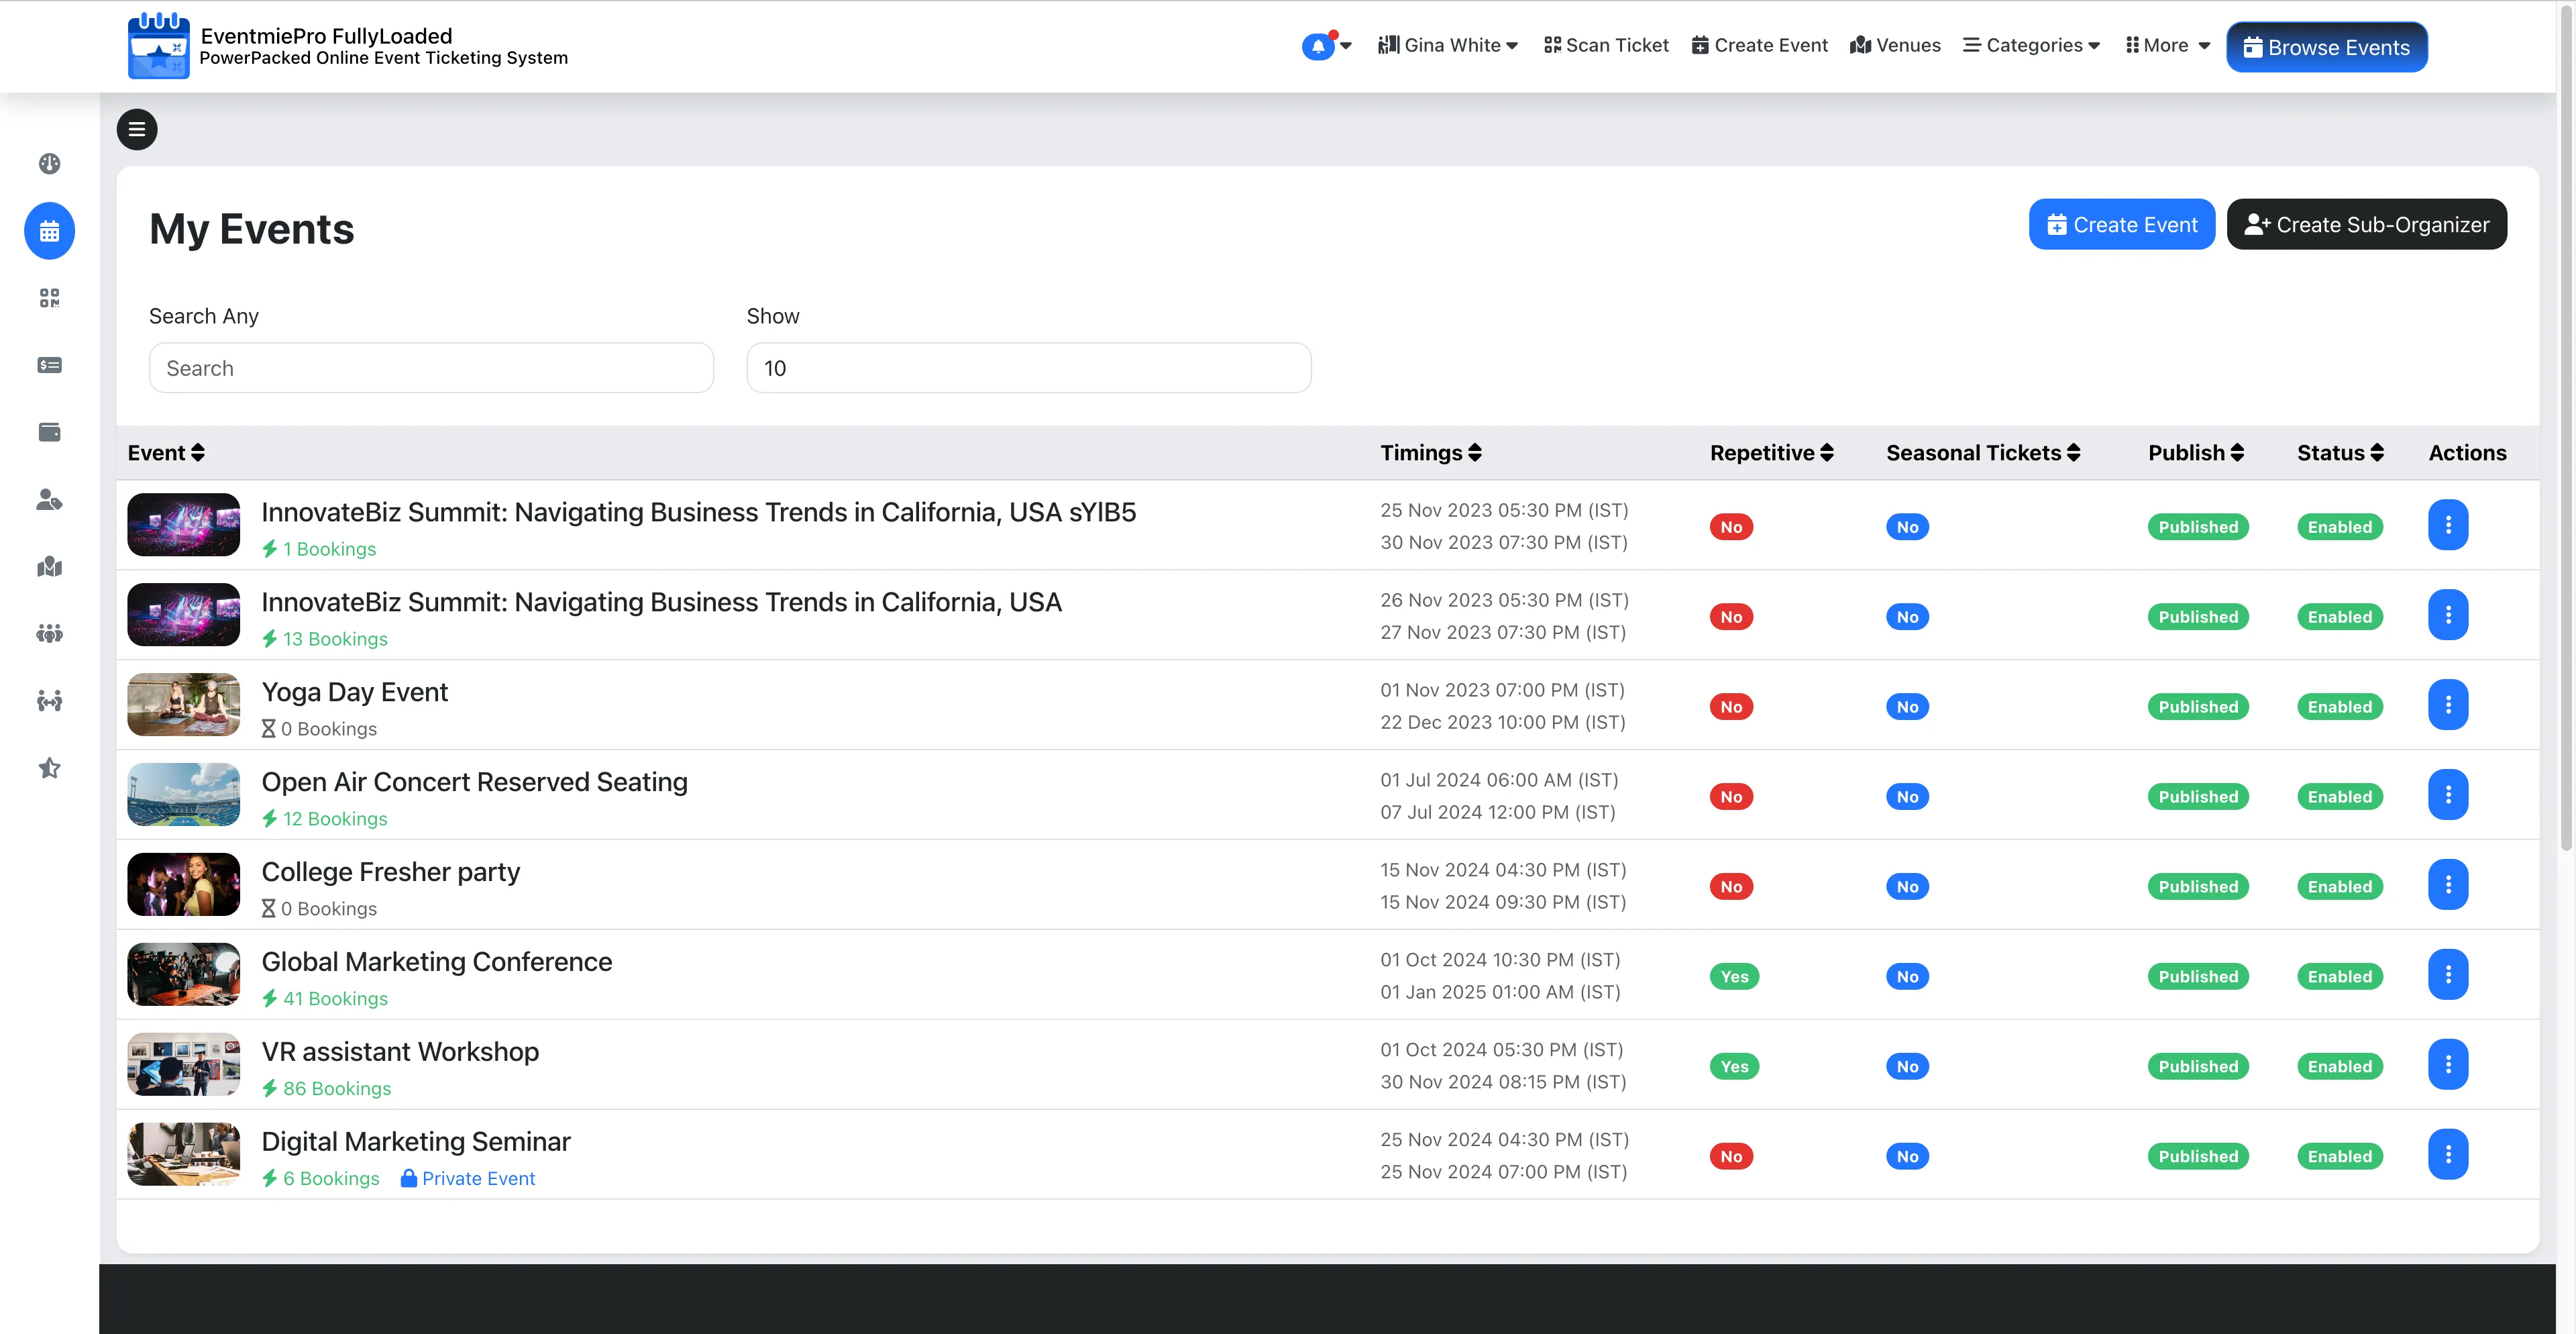 EventmiePro FullyLoaded
PowerPacked Online Event Ticketing System
Gina White
Scan Ticket
Create Event
Venues
Categories
More
Browse Events
My Events
Create Event
Create Sub-Organizer
Search Any
Show
Search
10
Event
Timings
Repetitive
Seasonal Tickets
Publish
Status
Actions
InnovateBiz Summit: Navigating Business Trends in California, USA sYlB5
1 Bookings
25 Nov 2023 05:30 PM (IST)
30 Nov 2023 07:30 PM (IST)
No
No
Published
Enabled
InnovateBiz Summit: Navigating Business Trends in California, USA
13 Bookings
26 Nov 2023 05:30 PM (IST)
27 Nov 2023 07:30 PM (IST)
No
No
Published
Enabled
Yoga Day Event
0 Bookings
01 Nov 2023 07:00 PM (IST)
22 Dec 2023 10:00 PM (IST)
No
No
Published
Enabled
Open Air Concert Reserved Seating
12 Bookings
01 Jul 2024 06:00 AM (IST)
07 Jul 2024 12:00 PM (IST)
No
No
Published
Enabled
College Fresher party
0 Bookings
15 Nov 2024 04:30 PM (IST)
15 Nov 2024 09:30 PM (IST)
No
No
Published
Enabled
Global Marketing Conference
41 Bookings
01 Oct 2024 10:30 PM (IST)
01 Jan 2025 01:00 AM (IST)
Yes
No
Published
Enabled
VR assistant Workshop
86 Bookings
01 Oct 2024 05:30 PM (IST)
30 Nov 2024 08:15 PM (IST)
Yes
No
Published
Enabled
Digital Marketing Seminar
6 Bookings
Private Event
25 Nov 2024 04:30 PM (IST)
25 Nov 2024 07:00 PM (IST)
No
No
Published
Enabled